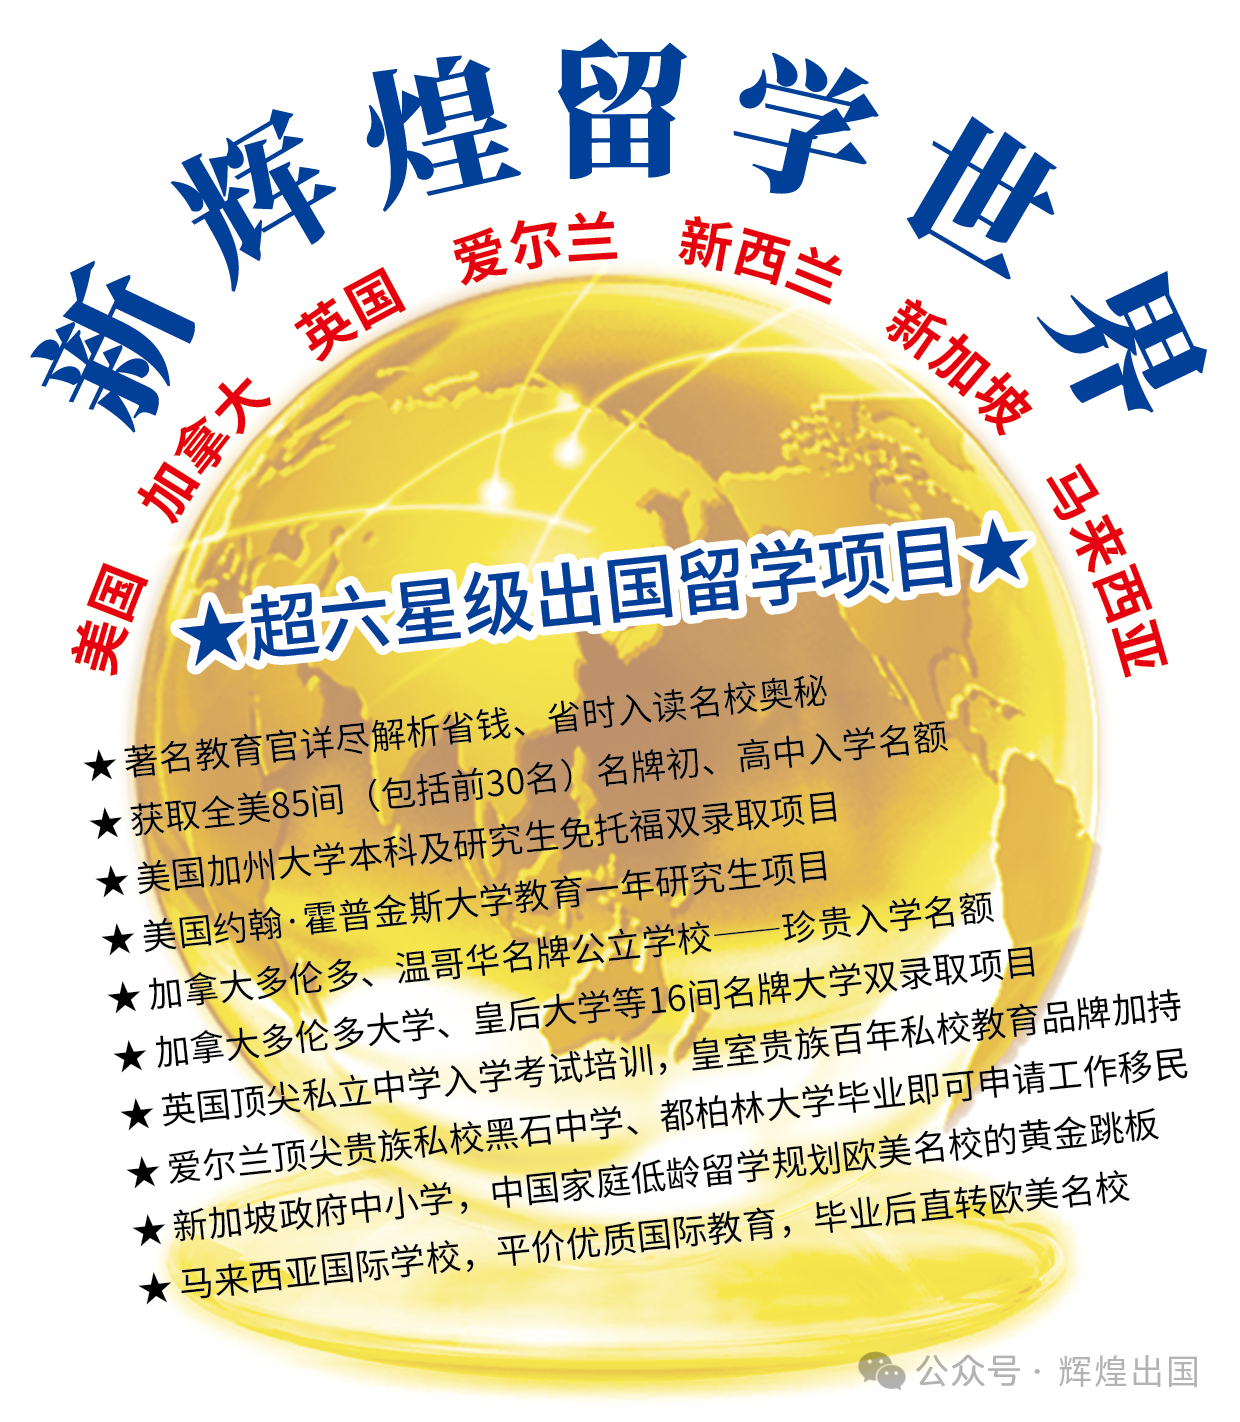 新辉煌留学世界
美国 加拿大 英国 爱尔兰 新西兰 新加坡 马来西亚
★超六星级出国留学项目★
★ 著名教育官详尽解析省钱、省时入读名校奥秘
★ 获取全美85间（包括前30名）名牌初、高中入学名额
★ 美国加州大学本科及研究生免托福双录取项目
★ 美国约翰·霍普金斯大学教育一年研究生项目
★ 加拿大多伦多、温哥华名牌公立学校——珍贵入学名额
★ 加拿大多伦多大学、皇后大学等16间名牌大学双录取项目
★ 英国顶尖私立中学入学考试培训，皇室贵族百年私校教育品牌加持
★ 爱尔兰顶尖贵族私校黑石中学、都柏林大学毕业即可申请工作移民
★ 新加坡政府中小学，中国家庭低龄留学规划欧美名校的黄金跳板
★ 马来西亚国际学校，平价优质国际教育，毕业后直转欧美名校
公众号·辉煌出国